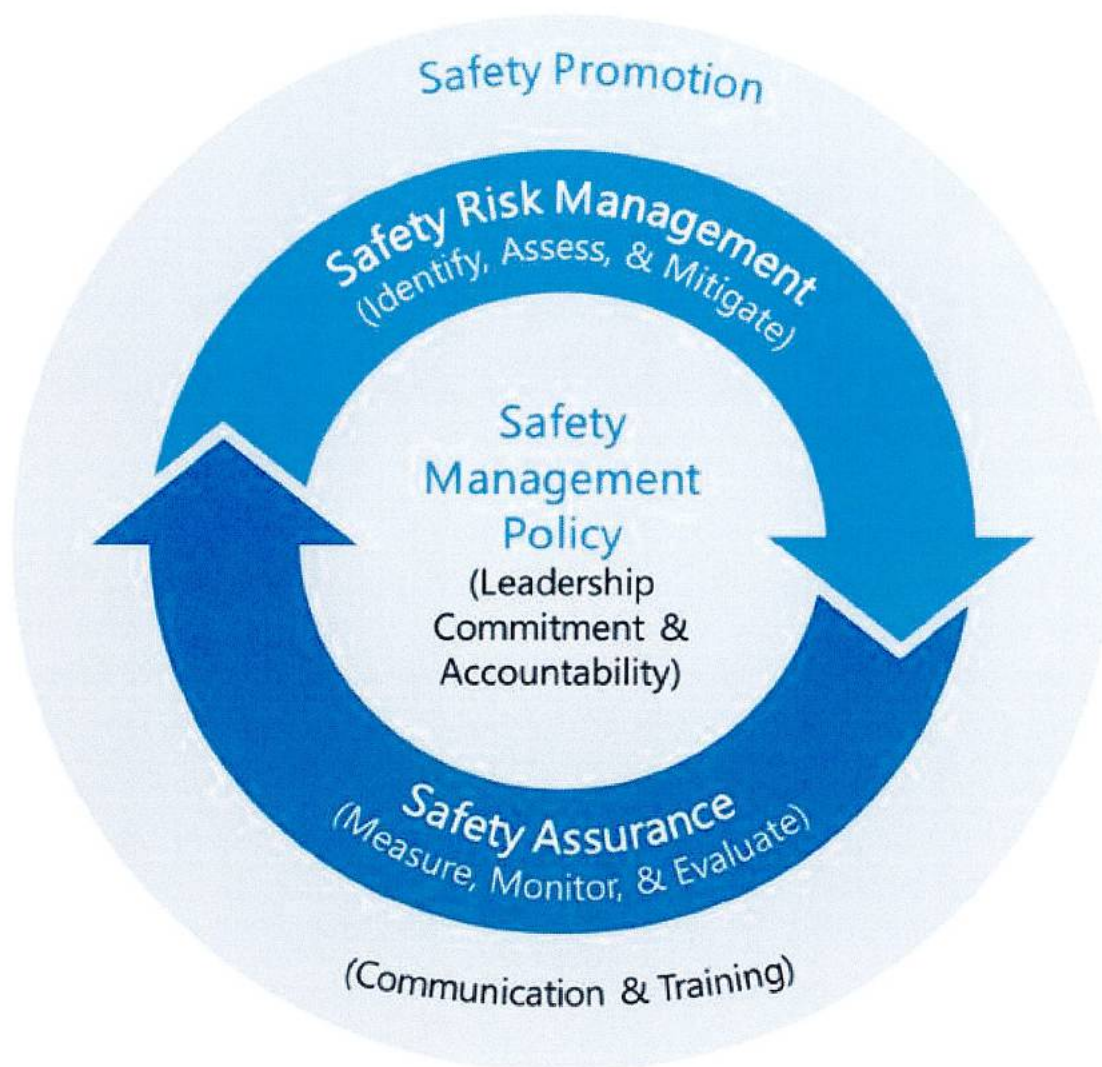 Safety Promotion
Safety Risk Management
(Identify, Assess, & Mitigate)
Safety
Management
Policy
(Leadership
Commitment &
Accountability)
Safety Assurance
(Measure, Monitor, & Evaluate)
(Communication & Training)